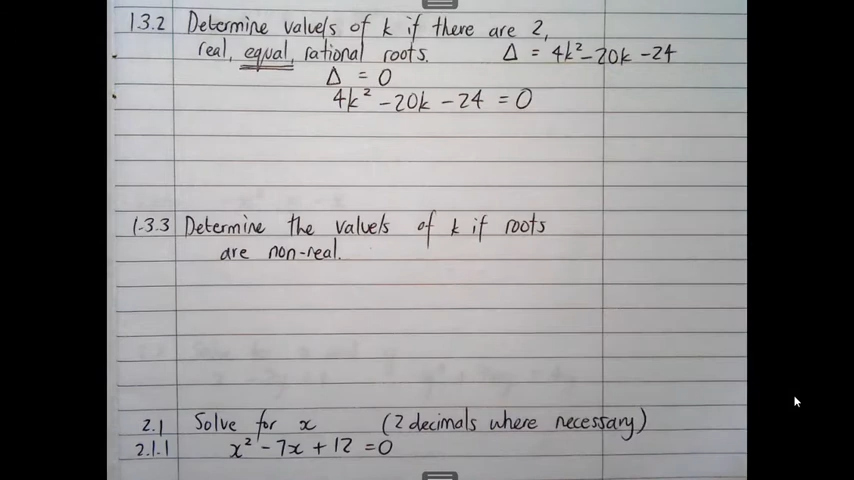 1.3.2 Determine value/s of k if there are 2,
real, equal, rational roots. Δ = 4k² - 20k - 24
Δ = 0
4k² - 20k - 24 = 0
1.3.3 Determine the value/s of k if roots
are non-real.
2.1 Solve for x (2 decimals where necessary)
2.1.1 x² - 7x + 12 = 0